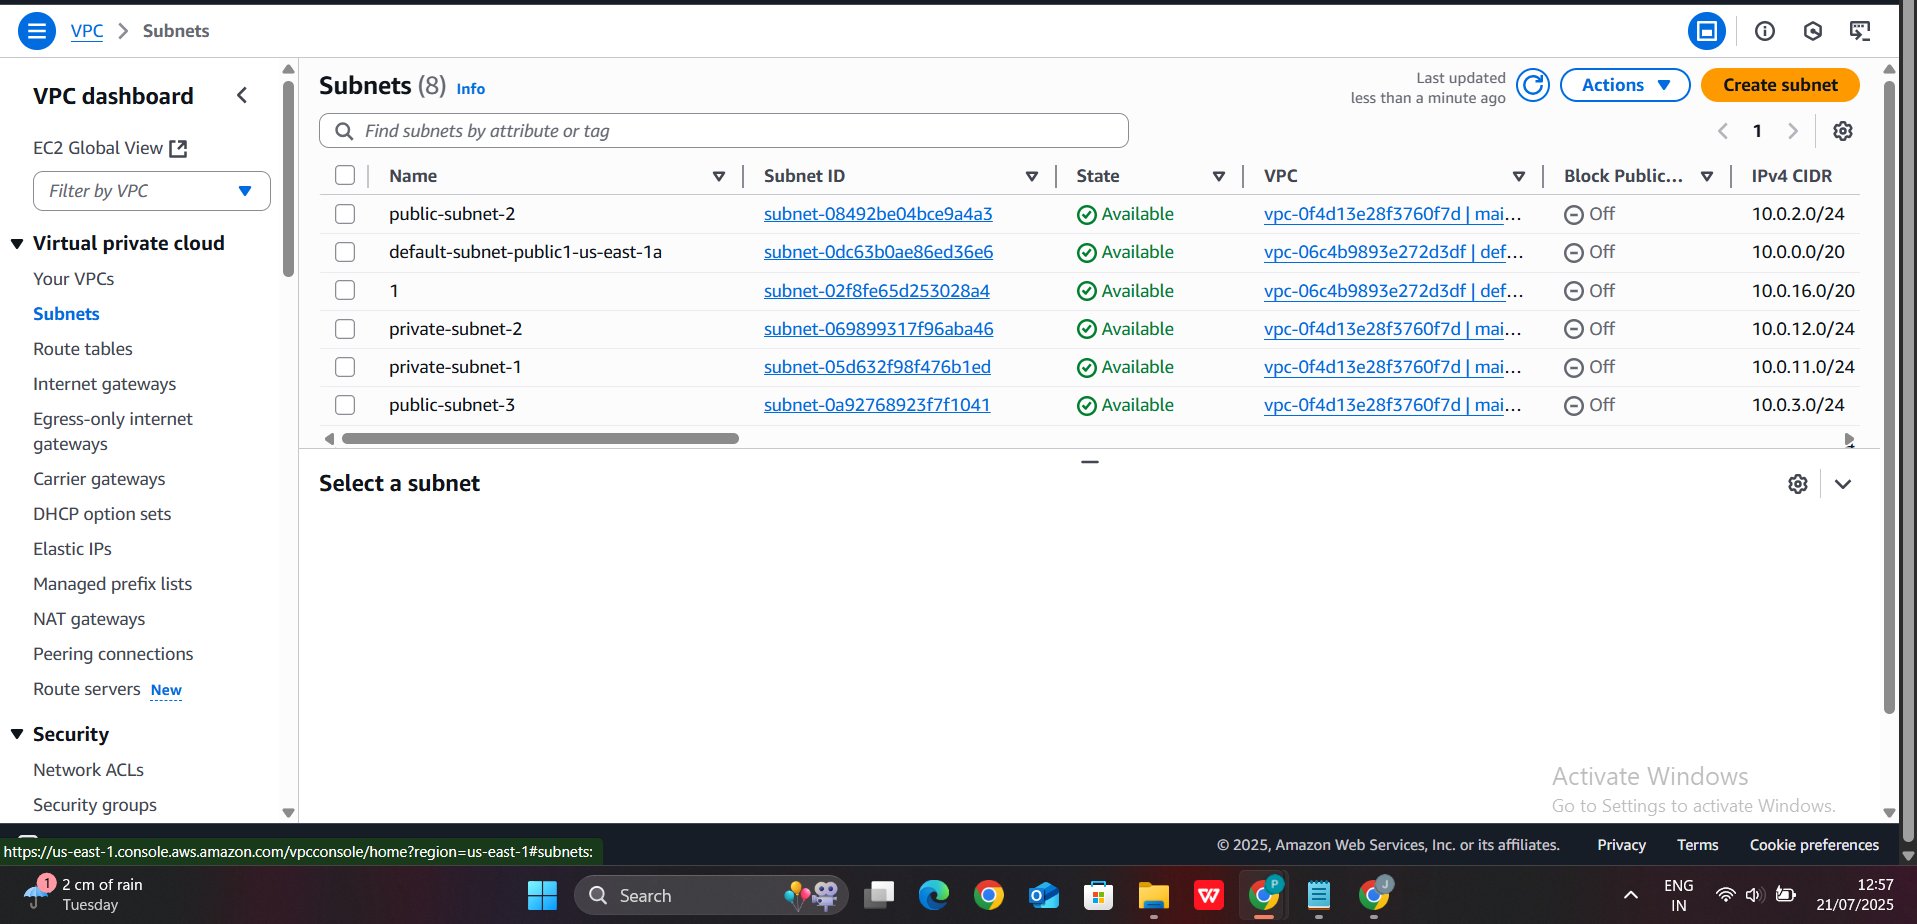 VPC > Subnets
VPC dashboard
EC2 Global View
Filter by VPC
Virtual private cloud
Your VPCs
Subnets
Route tables
Internet gateways
Egress-only internet
gateways
Carrier gateways
DHCP option sets
Elastic IPs
Managed prefix lists
NAT gateways
Peering connections
Route servers New
Security
Network ACLs
Security groups
Subnets (8) Info
Last updated
less than a minute ago
Actions
Create subnet
Find subnets by attribute or tag
1
Name Subnet ID State VPC Block Public... IPv4 CIDR
public-subnet-2 subnet-08492be04bce9a4a3 Available vpc-0f4d13e28f3760f7d | mai... Off 10.0.2.0/24
default-subnet-public1-us-east-1a subnet-0dc63b0ae86ed36e6 Available vpc-06c4b9893e272d3df | def... Off 10.0.0.0/20
1 subnet-02f8fe65d253028a4 Available vpc-06c4b9893e272d3df | def... Off 10.0.16.0/20
private-subnet-2 subnet-069899317f96aba46 Available vpc-0f4d13e28f3760f7d | mai... Off 10.0.12.0/24
private-subnet-1 subnet-05d632f98f476b1ed Available vpc-0f4d13e28f3760f7d | mai... Off 10.0.11.0/24
public-subnet-3 subnet-0a92768923f7f1041 Available vpc-0f4d13e28f3760f7d | mai... Off 10.0.3.0/24
Select a subnet
Activate Windows
Go to Settings to activate Windows.
https://us-east-1.console.aws.amazon.com/vpcconsole/home?region=us-east-1#subnets:
© 2025, Amazon Web Services, Inc. or its affiliates. Privacy Terms Cookie preferences
1
2 cm of rain
Tuesday
Search
P
J
ENG
IN
12:57
21/07/2025